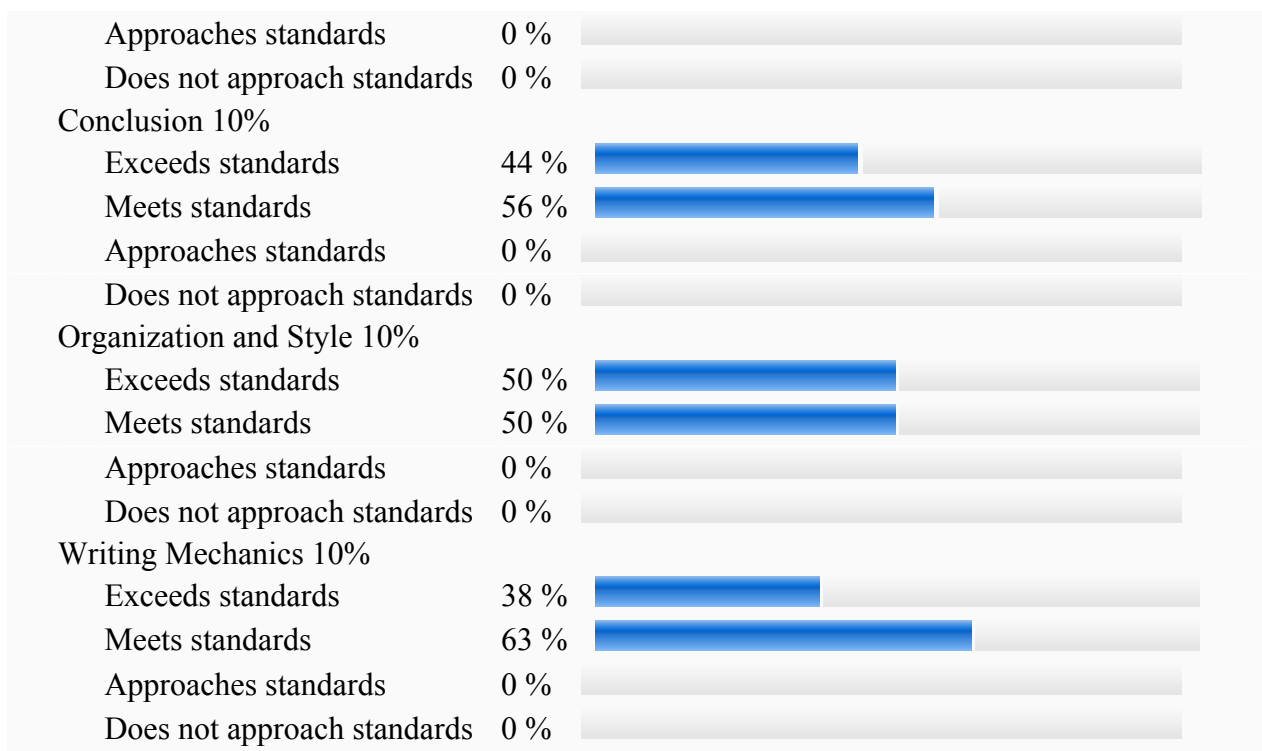 Approaches standards 0 %
Does not approach standards 0 %
Conclusion 10%
Exceeds standards 44 %
Meets standards 56 %
Approaches standards 0 %
Does not approach standards 0 %
Organization and Style 10%
Exceeds standards 50 %
Meets standards 50 %
Approaches standards 0 %
Does not approach standards 0 %
Writing Mechanics 10%
Exceeds standards 38 %
Meets standards 63 %
Approaches standards 0 %
Does not approach standards 0 %